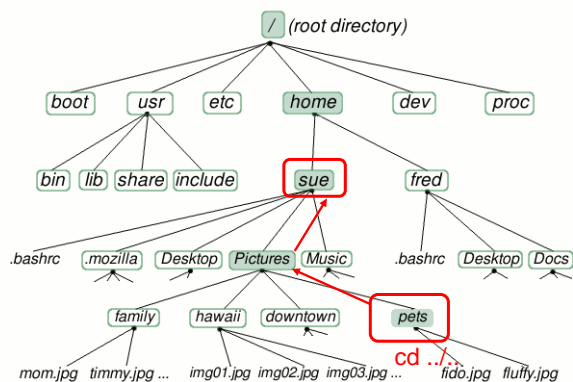 / (root directory)
boot usr etc home dev proc
bin lib share include sue fred
.bashrc .mozilla Desktop Pictures Music .bashrc Desktop Docs
family hawaii downtown pets
cd ../..
mom.jpg timmy.jpg ... img01.jpg img02.jpg img03.jpg ... fido.jpg fluffy.jpg